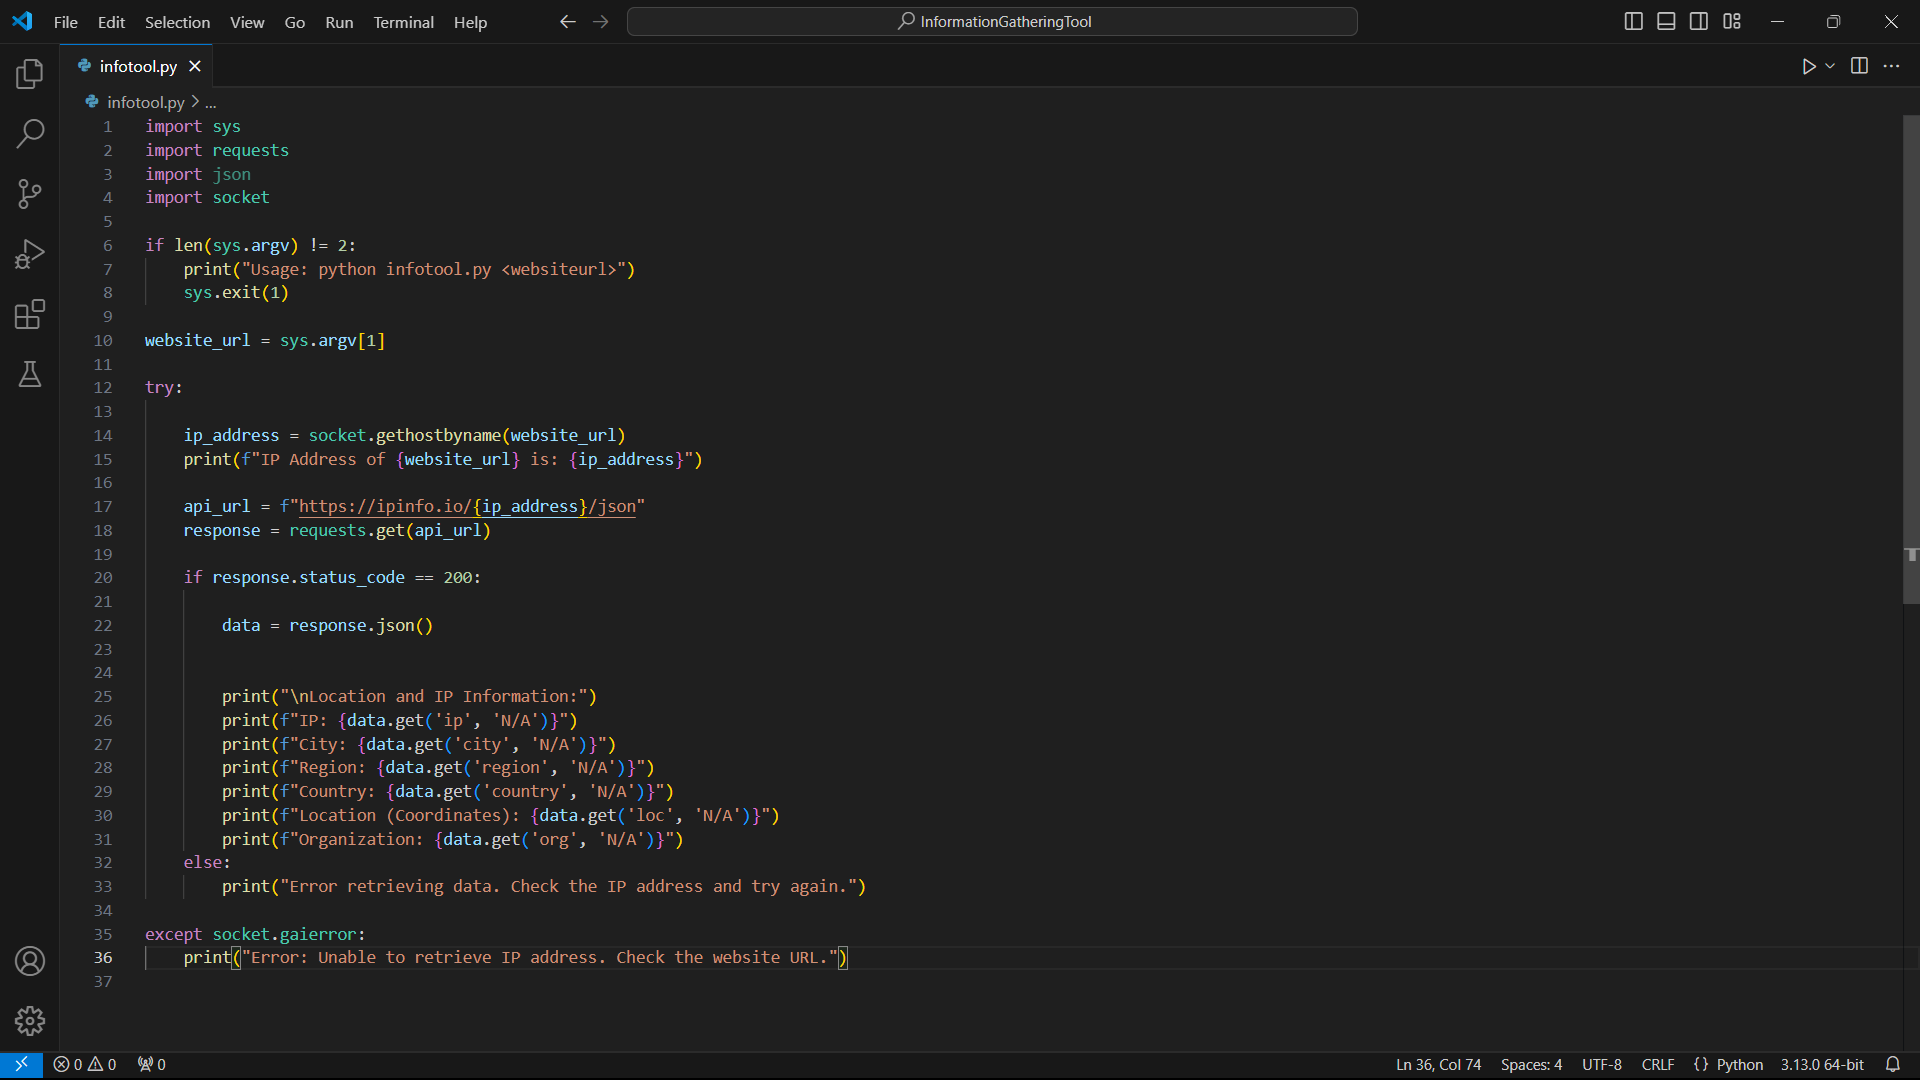 File Edit Selection View Go Run Terminal Help InformationGatheringTool
infotool.py
infotool.py > ...
1 import sys
2 import requests
3 import json
4 import socket
5
6 if len(sys.argv) != 2:
7     print("Usage: python infotool.py <websiteurl>")
8     sys.exit(1)
9
10 website_url = sys.argv[1]
11
12 try:
13
14     ip_address = socket.gethostbyname(website_url)
15     print(f"IP Address of {website_url} is: {ip_address}")
16
17     api_url = f"https://ipinfo.io/{ip_address}/json"
18     response = requests.get(api_url)
19
20     if response.status_code == 200:
21
22         data = response.json()
23
24
25         print("\nLocation and IP Information:")
26         print(f"IP: {data.get('ip', 'N/A')}")
27         print(f"City: {data.get('city', 'N/A')}")
28         print(f"Region: {data.get('region', 'N/A')}")
29         print(f"Country: {data.get('country', 'N/A')}")
30         print(f"Location (Coordinates): {data.get('loc', 'N/A')}")
31         print(f"Organization: {data.get('org', 'N/A')}")
32     else:
33         print("Error retrieving data. Check the IP address and try again.")
34
35 except socket.gaierror:
36     print("Error: Unable to retrieve IP address. Check the website URL.")
37
0 0 0 Ln 36, Col 74 Spaces: 4 UTF-8 CRLF {} Python 3.13.0 64-bit